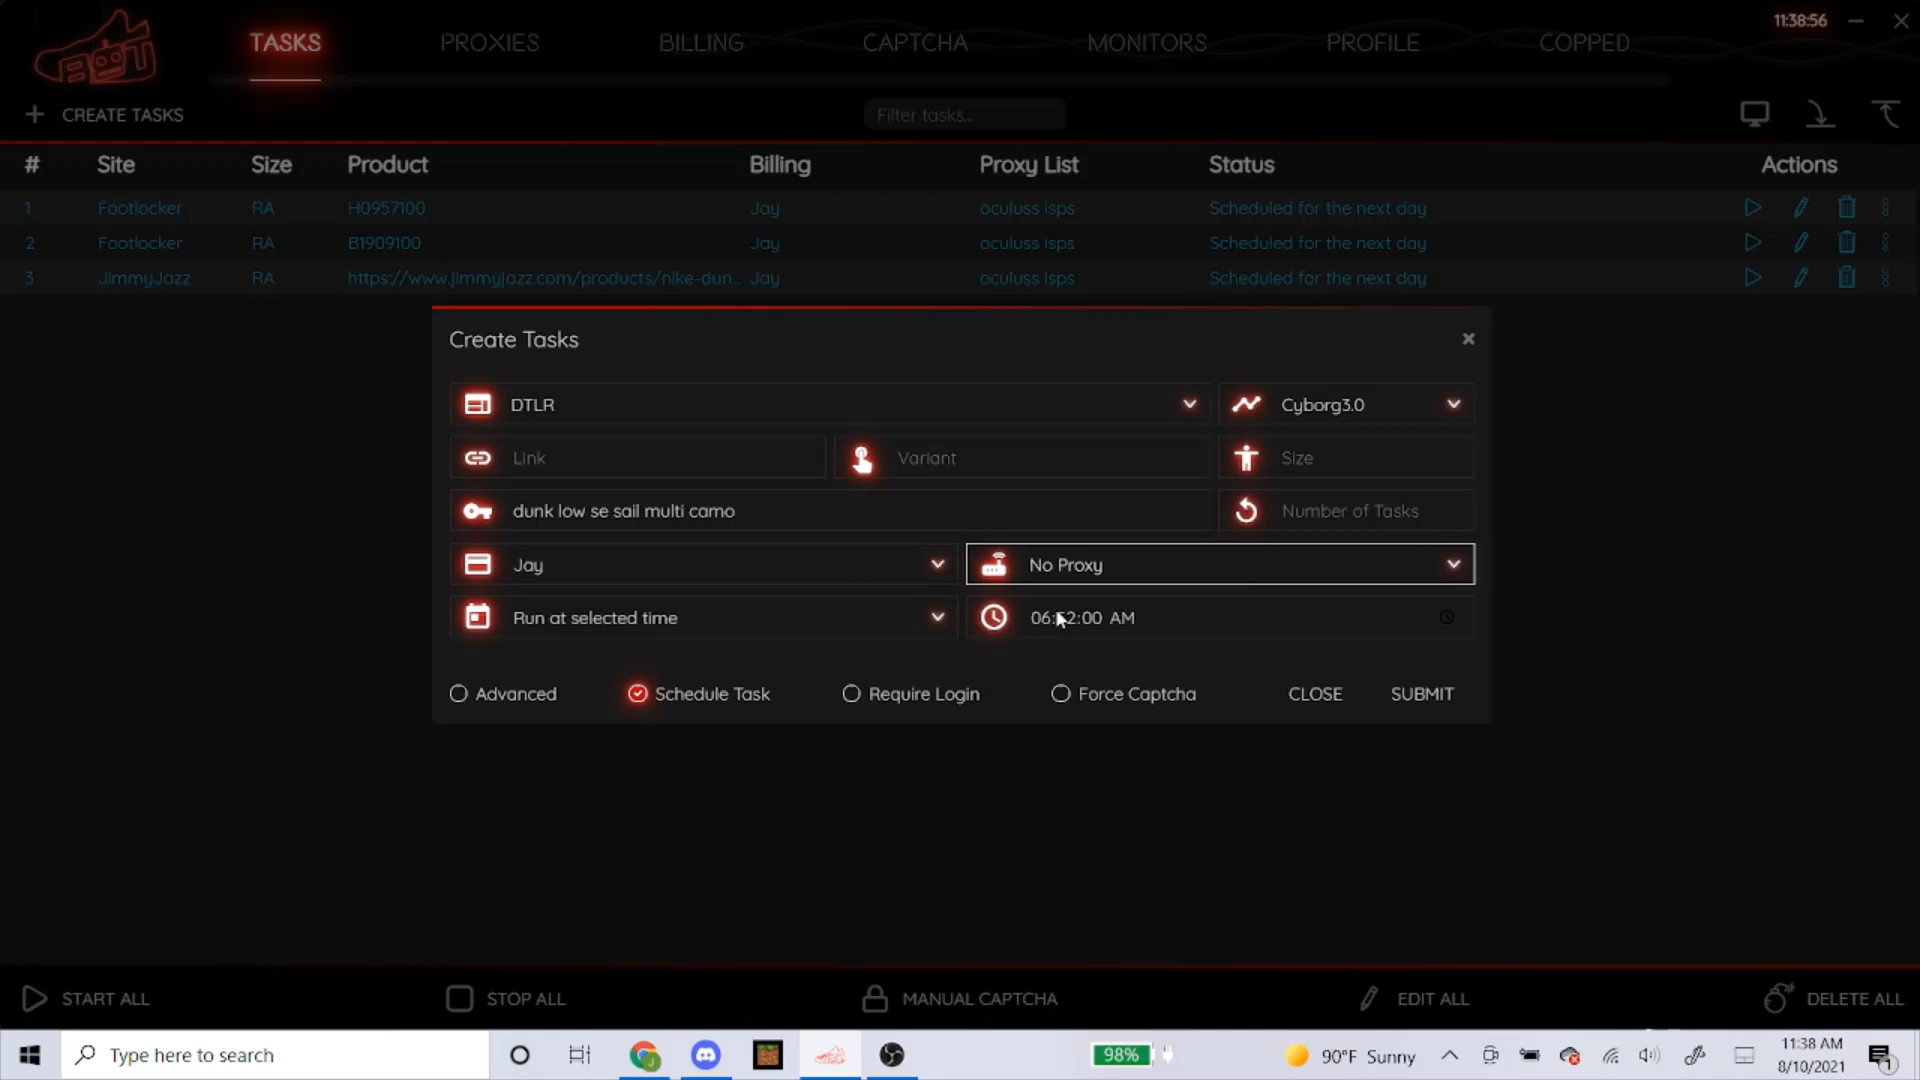 TASKS PROXIES BILLING CAPTCHA MONITORS PROFILE COPPED 11:38:56
CREATE TASKS Filter tasks...
# Site Size Product Billing Proxy List Status Actions
1 Footlocker RA H0957100 Jay oculuss isps Scheduled for the next day
2 Footlocker RA B1909100 Jay oculuss isps Scheduled for the next day
3 JimmyJazz RA https://www.jimmyjazz.com/products/nike-dun... Jay oculuss isps Scheduled for the next day
Create Tasks
DTLR Cyborg3.0
Link Variant Size
dunk low se sail multi camo Number of Tasks
Jay No Proxy
Run at selected time 06: 2:00 AM
Advanced Schedule Task Require Login Force Captcha CLOSE SUBMIT
START ALL STOP ALL MANUAL CAPTCHA EDIT ALL DELETE ALL
Type here to search 98% 90°F Sunny 11:38 AM
8/10/2021 1